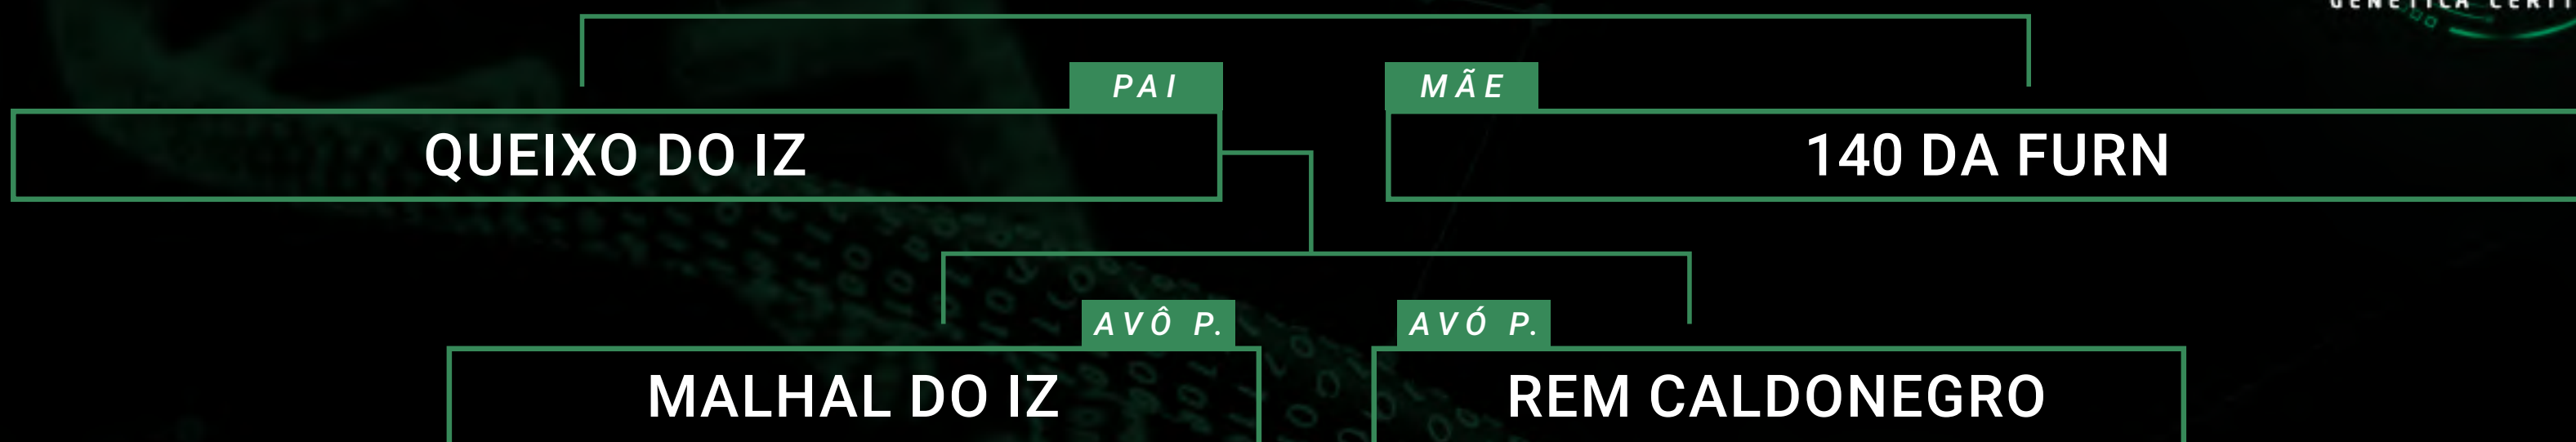 PAI
MÃE
QUEIXO DO IZ
140 DA FURN
AVÔ P.
AVÓ P.
MALHAL DO IZ
REM CALDONEGRO